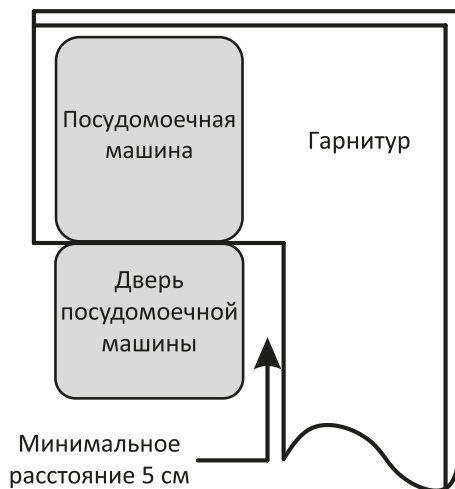 Посудомоечная
машина
Гарнитур
Дверь
посудомоечной
машины
Минимальное
расстояние 5 см